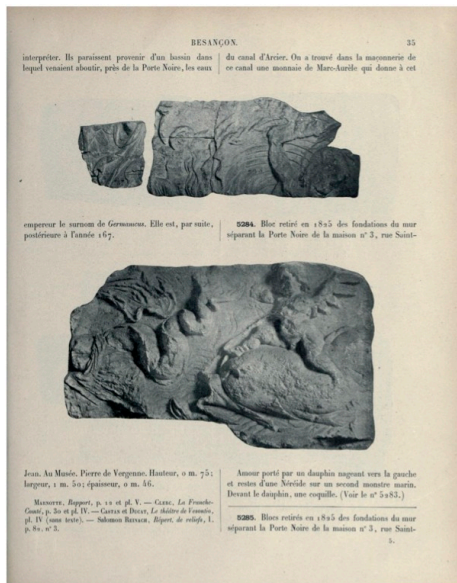 BESANÇON.
35
interpréter. Ils paraissent provenir d'un bassin dans
lequel venaient aboutir, près de la Porte Noire, les eaux
du canal d'Arcier. On a trouvé dans la maçonnerie de
ce canal une monnaie de Marc-Aurèle qui donne à cet
empereur le surnom de Germanicus. Elle est, par suite,
postérieure à l'année 167.
5284. Bloc retiré en 1825 des fondations du mur
séparant la Porte Noire de la maison n° 3, rue Saint-
Jean. Au Musée. Pierre de Vergenne. Hauteur, 0 m. 75;
largeur, 1 m. 50; épaisseur, 0 m. 46.
Marnotte, Rapport, p. 12 et pl. V. — Clerc, La Franche-
Comté, p. 30 et pl. IV. — Castan et Ducat, Le théâtre de Vesontio,
pl. IV (sans texte). — Salomon Reinach, Répert. de reliefs, I,
p. 82, n° 3.
Amour porté par un dauphin nageant vers la gauche
et restes d'une Néréide sur un second monstre marin.
Devant le dauphin, une coquille. (Voir le n° 5283.)
5285. Blocs retirés en 1825 des fondations du mur
séparant la Porte Noire de la maison n° 3, rue Saint-
5.